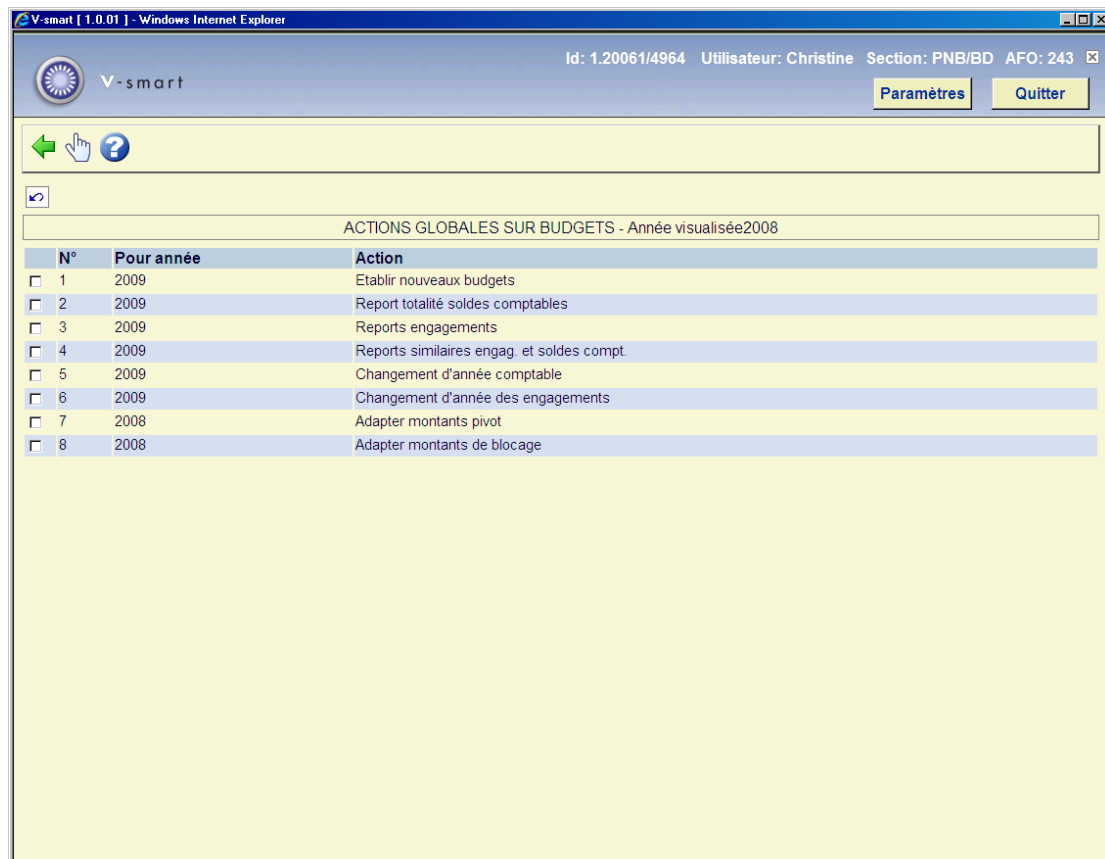 V-smart [ 1.0.01 ] - Windows Internet Explorer
Id: 1.20061/4964 Utilisateur: Christine Section: PNB/BD AFO: 243
V-smart
Paramètres Quitter
ACTIONS GLOBALES SUR BUDGETS - Année visualisée2008
N° Pour année Action
1 2009 Etablir nouveaux budgets
2 2009 Report totalité soldes comptables
3 2009 Reports engagements
4 2009 Reports similaires engag. et soldes compt.
5 2009 Changement d'année comptable
6 2009 Changement d'année des engagements
7 2008 Adapter montants pivot
8 2008 Adapter montants de blocage